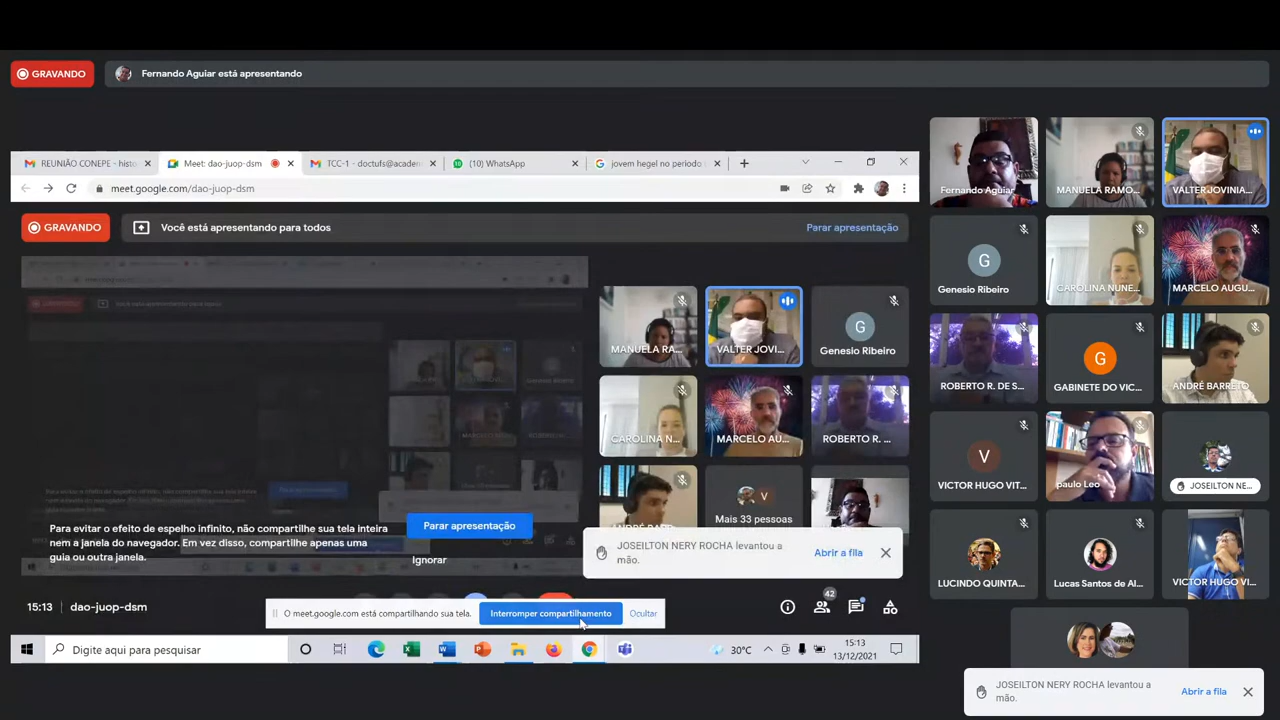 GRAVANDO
Fernando Aguiar está apresentando
REUNIÃO CONEPE - histo
Meet: dao-juop-dsm
TCC-1 - doctufs@academ
(10) WhatsApp
jovem hegel no periodo
meet.google.com/dao-juop-dsm
GRAVANDO
Você está apresentando para todos
Parar apresentação
MANUELA RA...
VALTER JOVI...
Genesio Ribeiro
CAROLINA N...
MARCELO AU...
ROBERTO R. ...
Mais 33 pessoas
Para evitar o efeito de espelho infinito, não compartilhe sua tela inteira
nem a janela do navegador. Em vez disso, compartilhe apenas uma
guia ou outra janela.
Parar apresentação
Ignorar
JOSEILTON NERY ROCHA levantou a
mão.
Abrir a fila
15:13 | dao-juop-dsm
O meet.google.com está compartilhando sua tela.
Interromper compartilhamento
Ocultar
42
Digite aqui para pesquisar
30°C
15:13
13/12/2021
Fernando Aguiar
MANUELA RAMO...
VALTER JOVINIA...
G
Genesio Ribeiro
CAROLINA NUNE...
MARCELO AUGU...
ROBERTO R. DE S...
G
GABINETE DO VIC...
ANDRÉ BARRETO
V
VICTOR HUGO VIT...
paulo Leo
JOSEILTON NE...
LUCINDO QUINTA...
Lucas Santos de Al...
VICTOR HUGO VI...
JOSEILTON NERY ROCHA levantou a
mão.
Abrir a fila